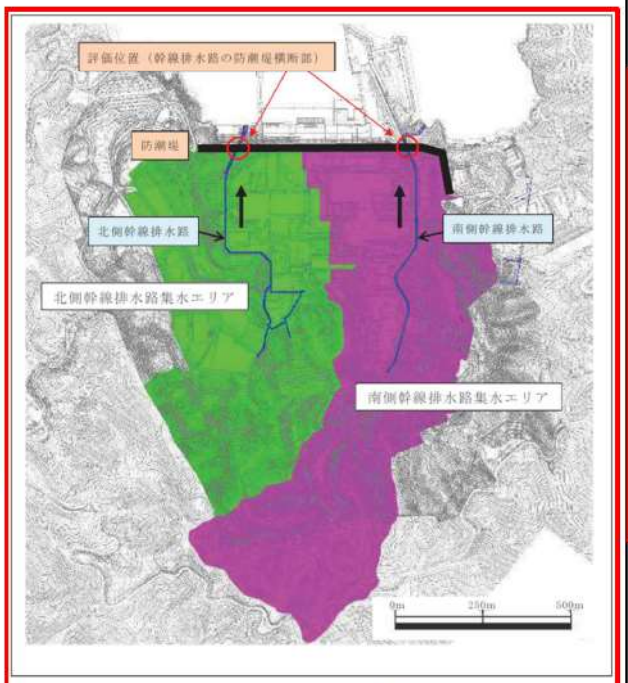 評価位置（幹線排水路の防潮堤横断部）
防潮堤
北側幹線排水路
南側幹線排水路
北側幹線排水路集水エリア
南側幹線排水路集水エリア
0m 250m 500m